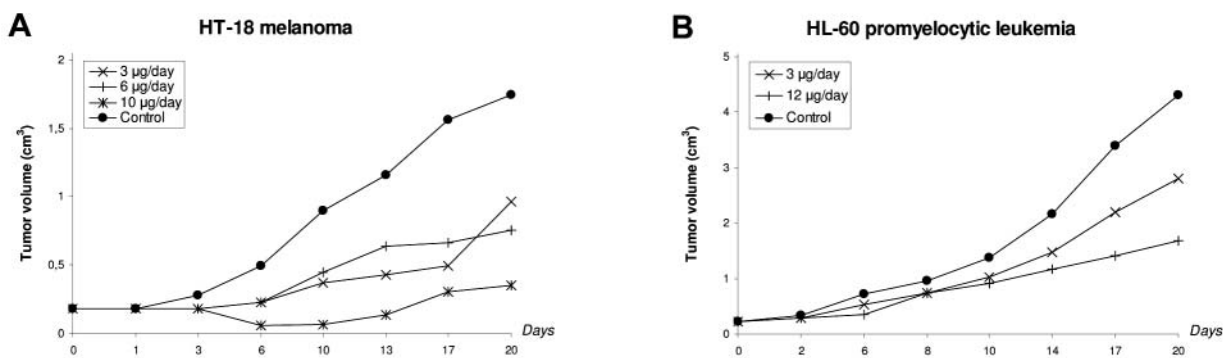 A
HT-18 melanoma
2
1,5
1
0,5
0
Tumor volume (cm³)
3 µg/day
6 µg/day
10 µg/day
Control
0 1 3 6 10 13 17 20
Days
B
HL-60 promyelocytic leukemia
5
4
3
2
1
0
Tumor volume (cm³)
3 µg/day
12 µg/day
Control
0 2 6 8 10 14 17 20
Days